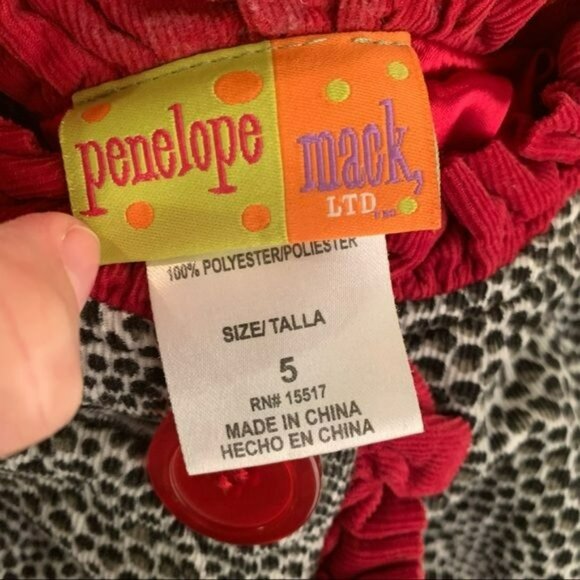 penelope mack,
LTD
100% POLYESTER/POLIESTER
SIZE/TALLA
5
RN# 15517
MADE IN CHINA
HECHO EN CHINA